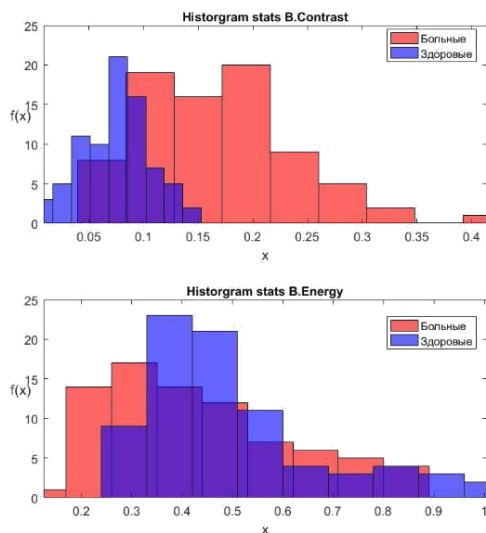 Historgram stats B.Contrast
25
20
15
f(x)
10
5
0
0.05 0.1 0.15 0.2 0.25 0.3 0.35 0.4
x
Больные
Здоровые
Historgram stats B.Energy
25
20
15
f(x)
10
5
0
0.2 0.3 0.4 0.5 0.6 0.7 0.8 0.9 1
x
Больные
Здоровые